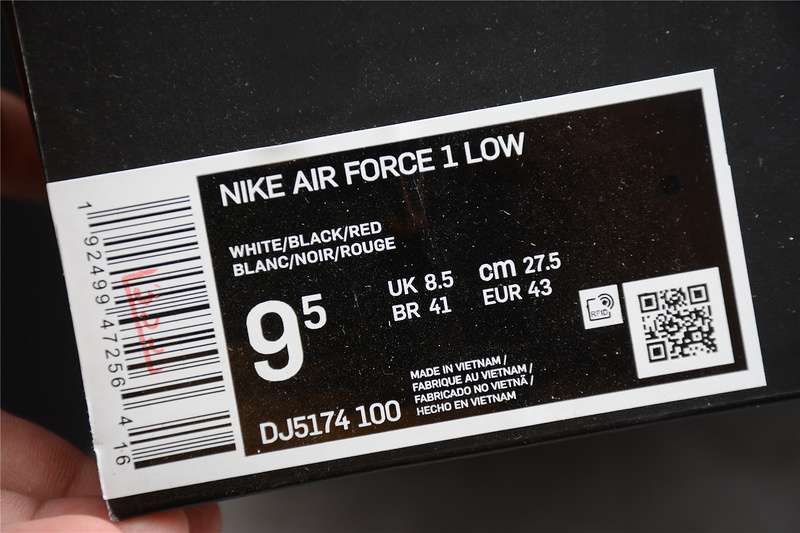 NIKE AIR FORCE 1 LOW
WHITE/BLACK/RED
BLANC/NOIR/ROUGE
9⁵
UK 8.5 cm 27.5
BR 41 EUR 43
RFID
MADE IN VIETNAM /
FABRIQUE AU VIETNAM /
FABRICADO NO VIETNÃ /
HECHO EN VIETNAM
DJ5174 100
1 92499 47256 4 16